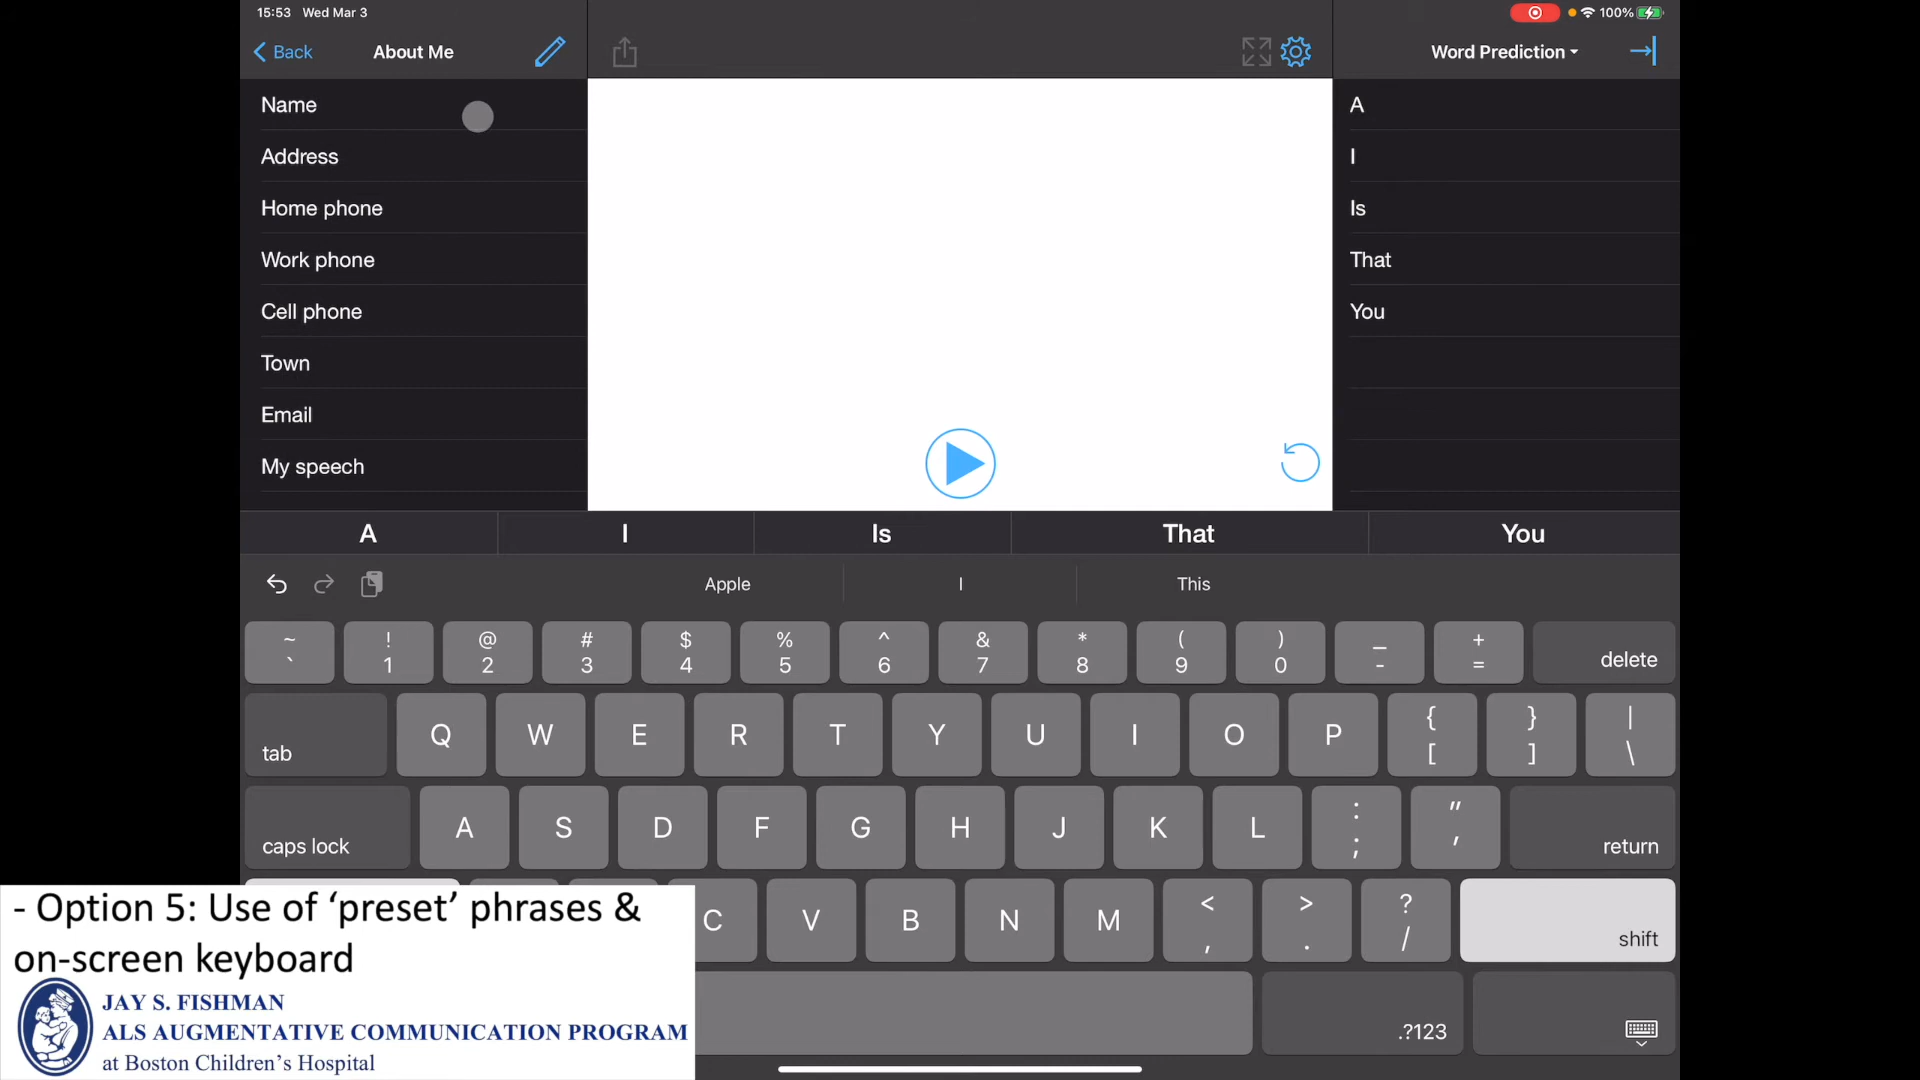 15:53 Wed Mar 3
100%
Back
About Me
Word Prediction
Name
Address
Home phone
Work phone
Cell phone
Town
Email
My speech
A
I
Is
That
You
A I Is That You
Apple I This
~ ! @ # $ % ^ & * ( ) _ +
` 1 2 3 4 5 6 7 8 9 0 - = delete
tab Q W E R T Y U I O P { [ } ] | \
caps lock A S D F G H J K L : ; " ' return
C V B N M < , > . ? / shift
.?123
- Option 5: Use of ‘preset’ phrases &
on-screen keyboard
JAY S. FISHMAN
ALS AUGMENTATIVE COMMUNICATION PROGRAM
at Boston Children's Hospital